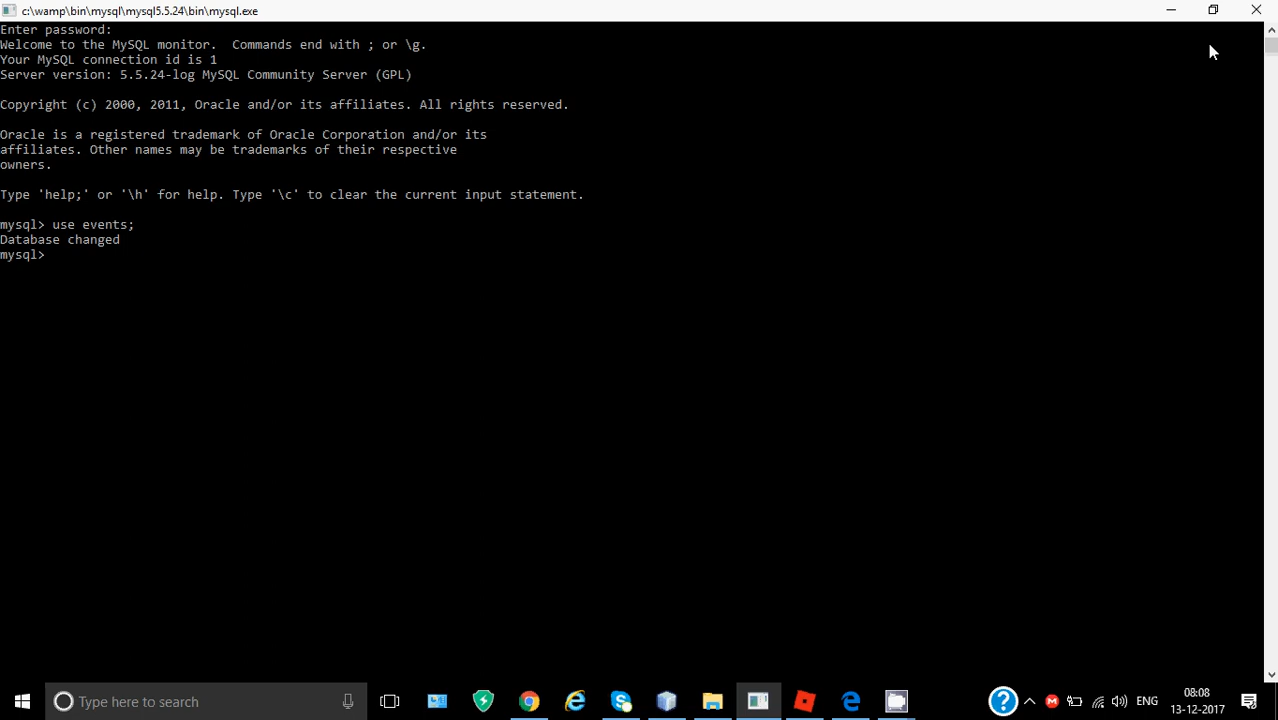 c:\wamp\bin\mysql\mysql5.5.24\bin\mysql.exe
Enter password:
Welcome to the MySQL monitor.  Commands end with ; or \g.
Your MySQL connection id is 1
Server version: 5.5.24-log MySQL Community Server (GPL)
Copyright (c) 2000, 2011, Oracle and/or its affiliates. All rights reserved.
Oracle is a registered trademark of Oracle Corporation and/or its
affiliates. Other names may be trademarks of their respective
owners.
Type 'help;' or '\h' for help. Type '\c' to clear the current input statement.
mysql> use events;
Database changed
mysql>
Type here to search
ENG
08:08
13-12-2017